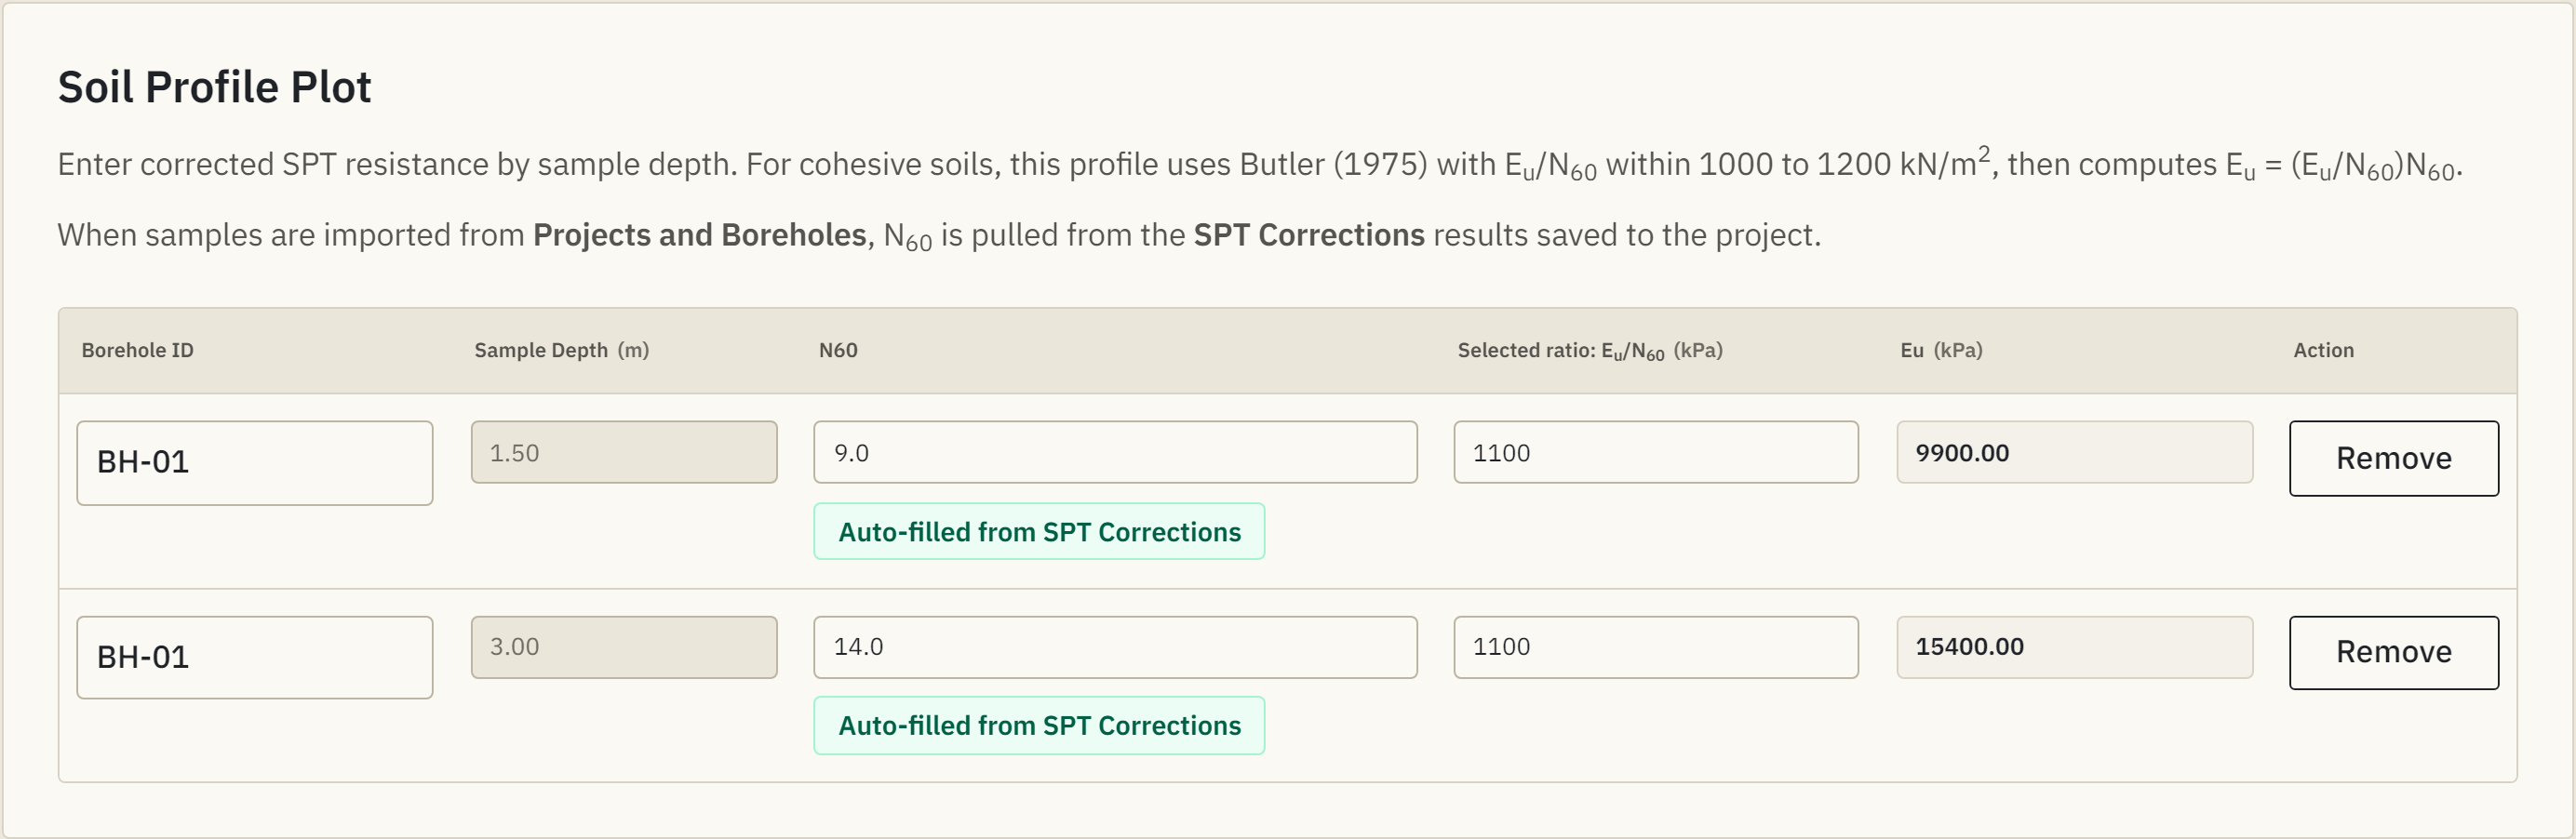 Soil Profile Plot
Enter corrected SPT resistance by sample depth. For cohesive soils, this profile uses Butler (1975) with Eu/N60 within 1000 to 1200 kN/m2, then computes Eu = (Eu/N60)N60.
When samples are imported from Projects and Boreholes, N60 is pulled from the SPT Corrections results saved to the project.
Borehole ID Sample Depth (m) N60 Selected ratio: Eu/N60 (kPa) Eu (kPa) Action
BH-01 1.50 9.0 1100 9900.00 Remove
Auto-filled from SPT Corrections
BH-01 3.00 14.0 1100 15400.00 Remove
Auto-filled from SPT Corrections